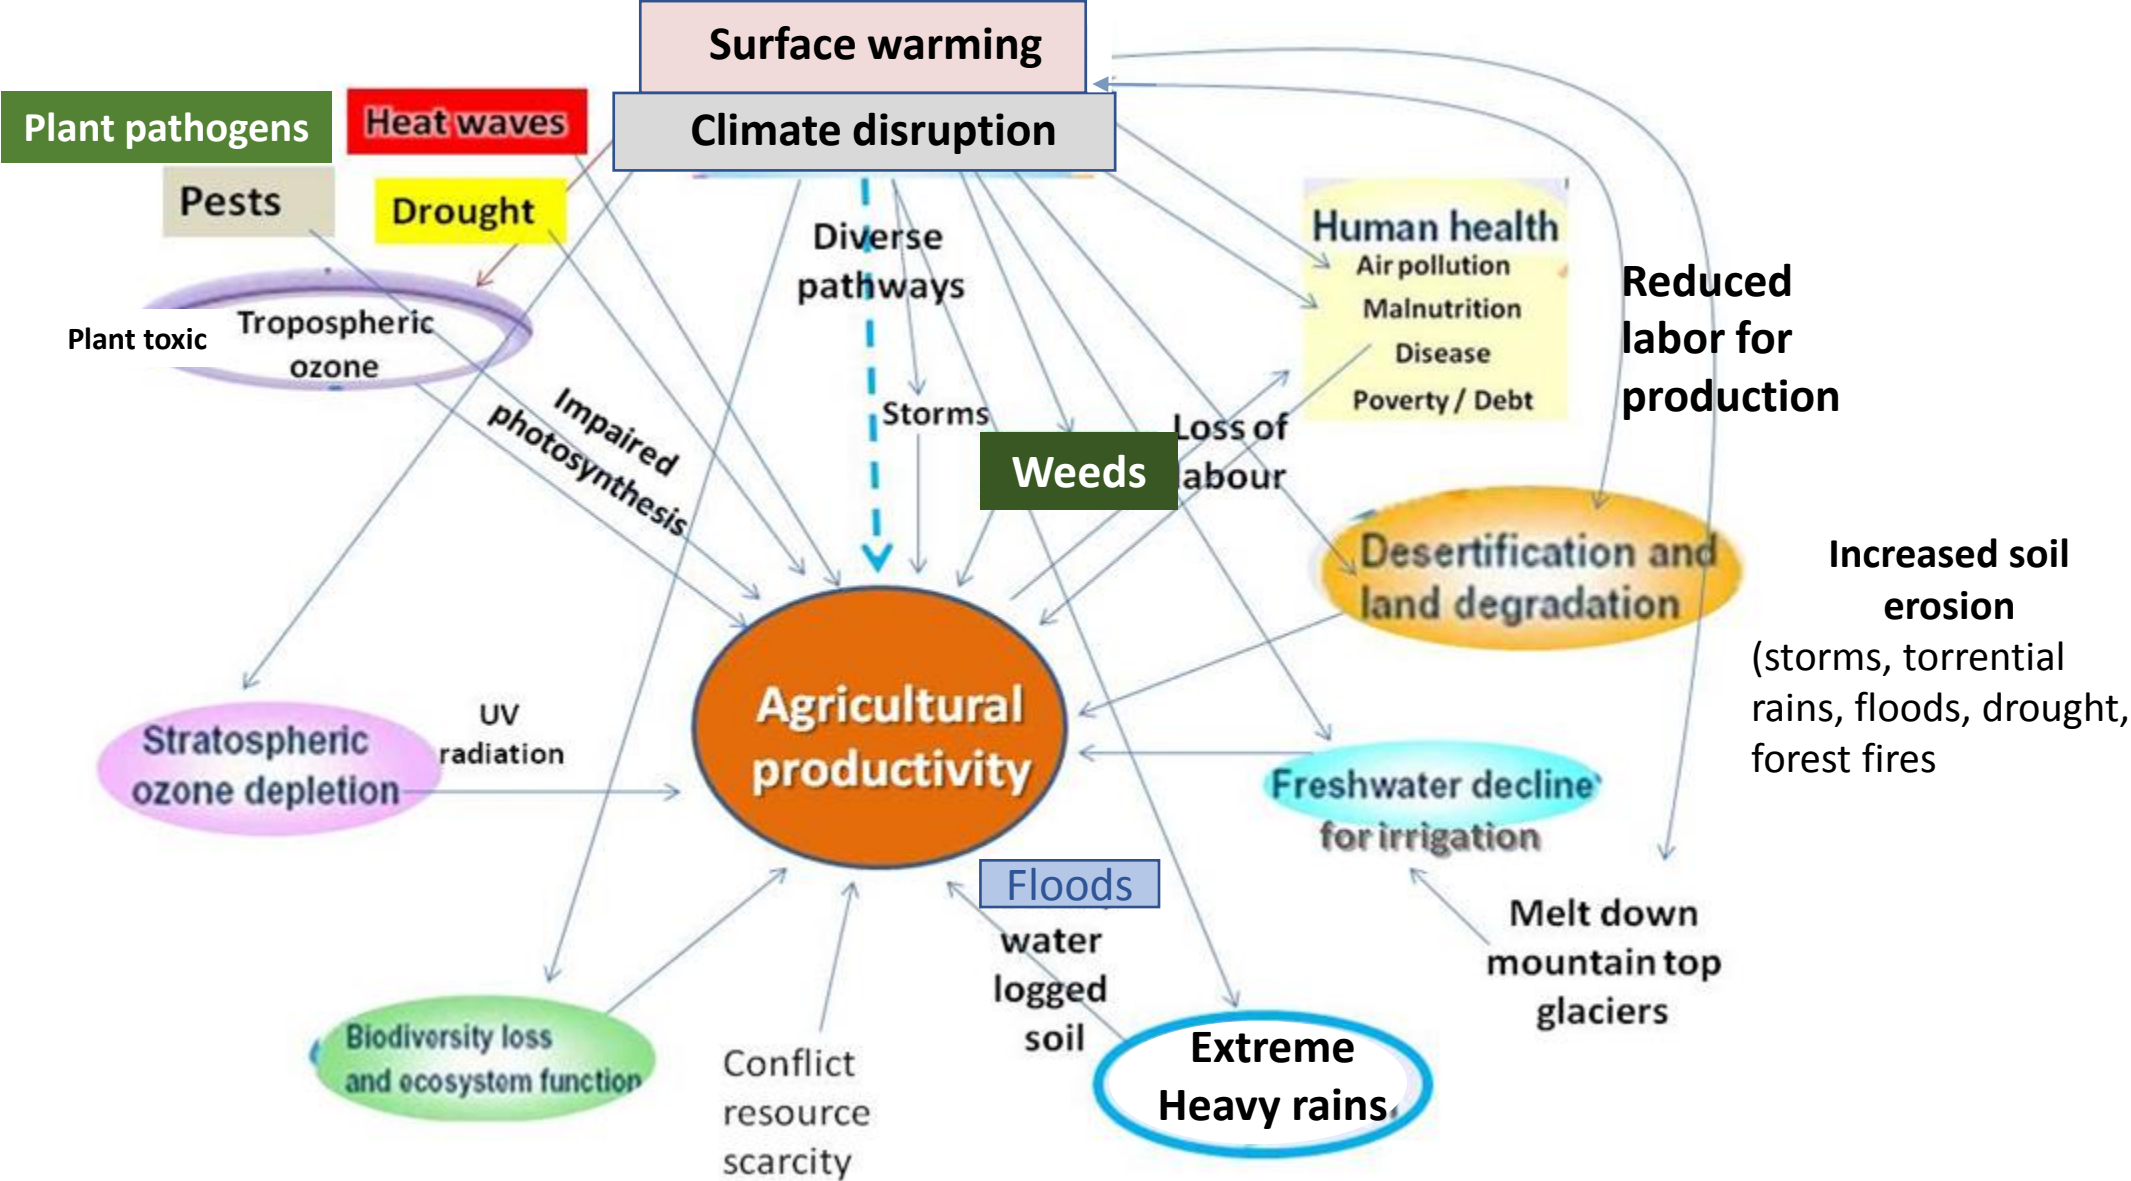 Surface warming
Climate disruption
Plant pathogens
Heat waves
Pests
Drought
Diverse
pathways
Human health
Air pollution
Malnutrition
Disease
Poverty / Debt
Reduced
labor for
production
Plant toxic
Tropospheric
ozone
Impaired
photosynthesis
Storms
Weeds
Loss of
labour
Desertification and
land degradation
Increased soil
erosion
(storms, torrential
rains, floods, drought,
forest fires
Stratospheric
ozone depletion
UV
radiation
Agricultural
productivity
Freshwater decline
for irrigation
Floods
water
logged
soil
Melt down
mountain top
glaciers
Biodiversity loss
and ecosystem function
Conflict
resource
scarcity
Extreme
Heavy rains